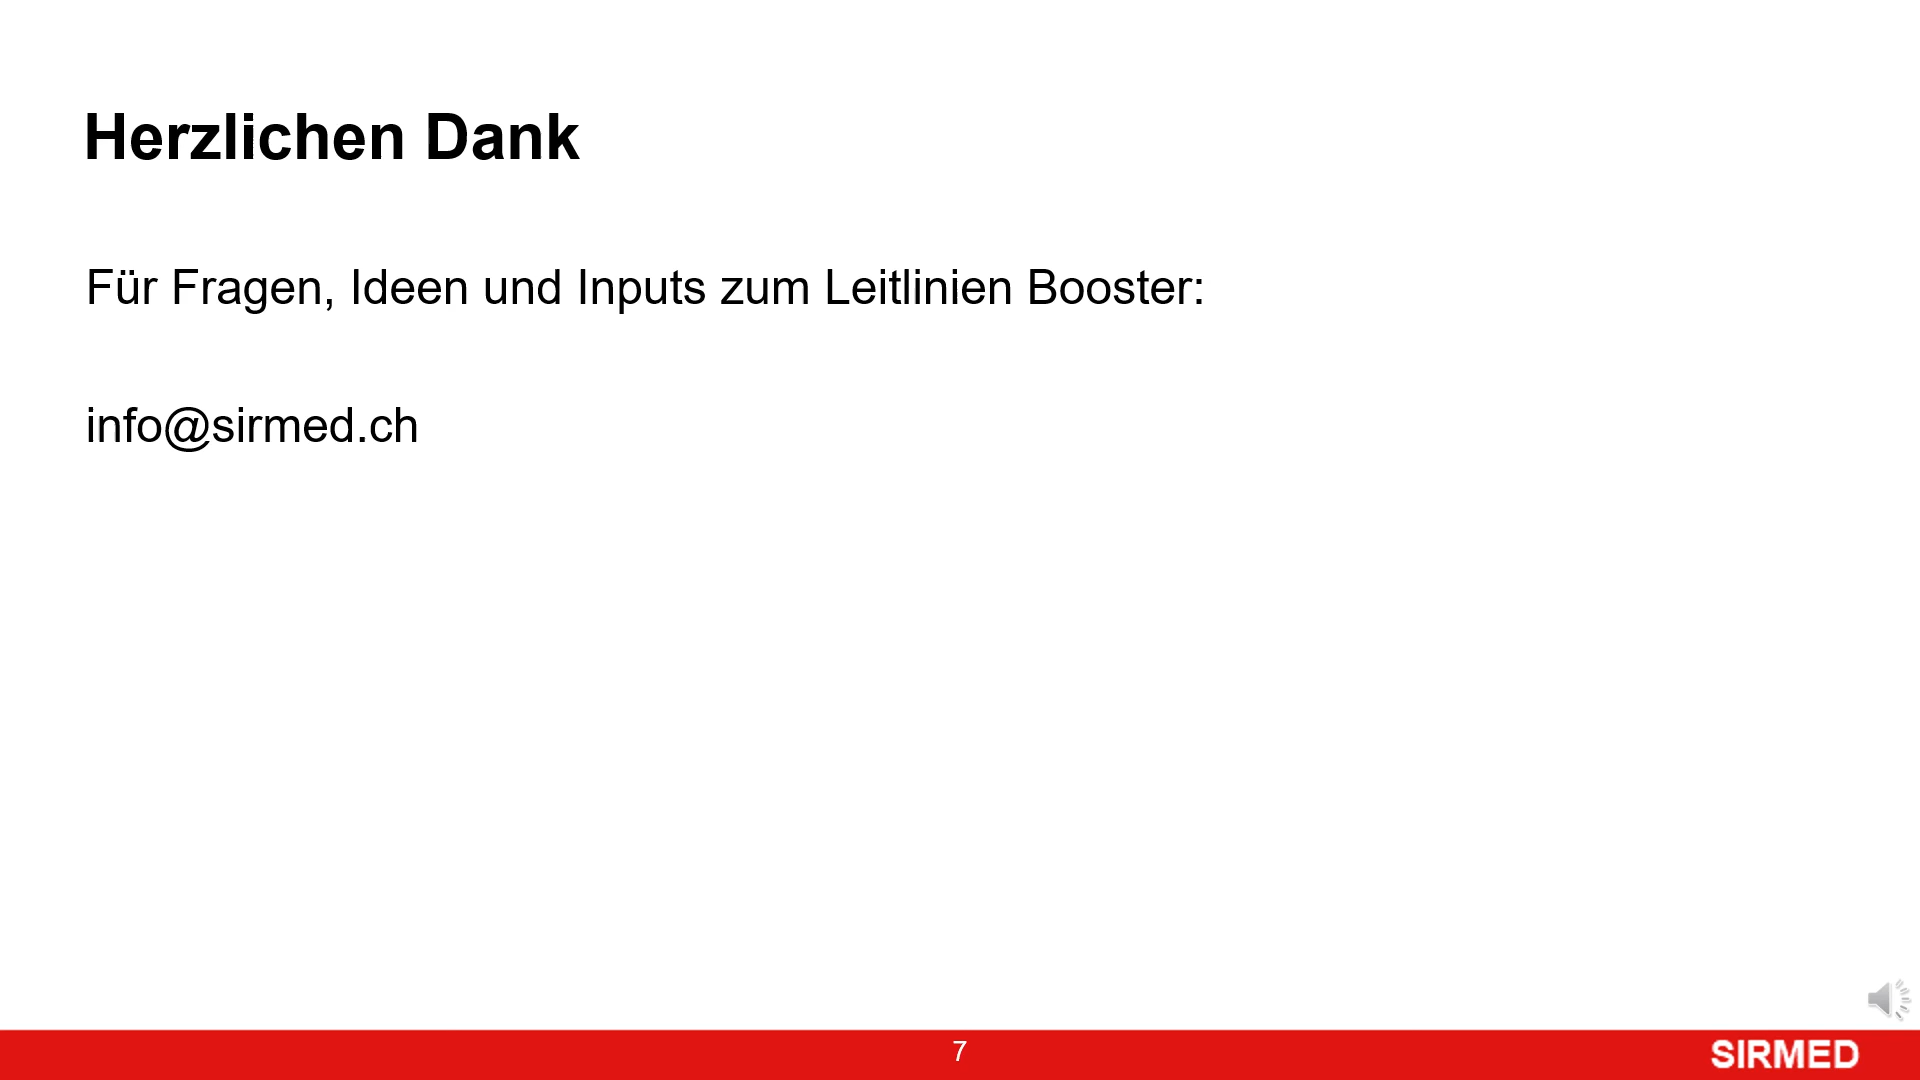 Herzlichen Dank
Für Fragen, Ideen und Inputs zum Leitlinien Booster:
info@sirmed.ch
7
SIRMED